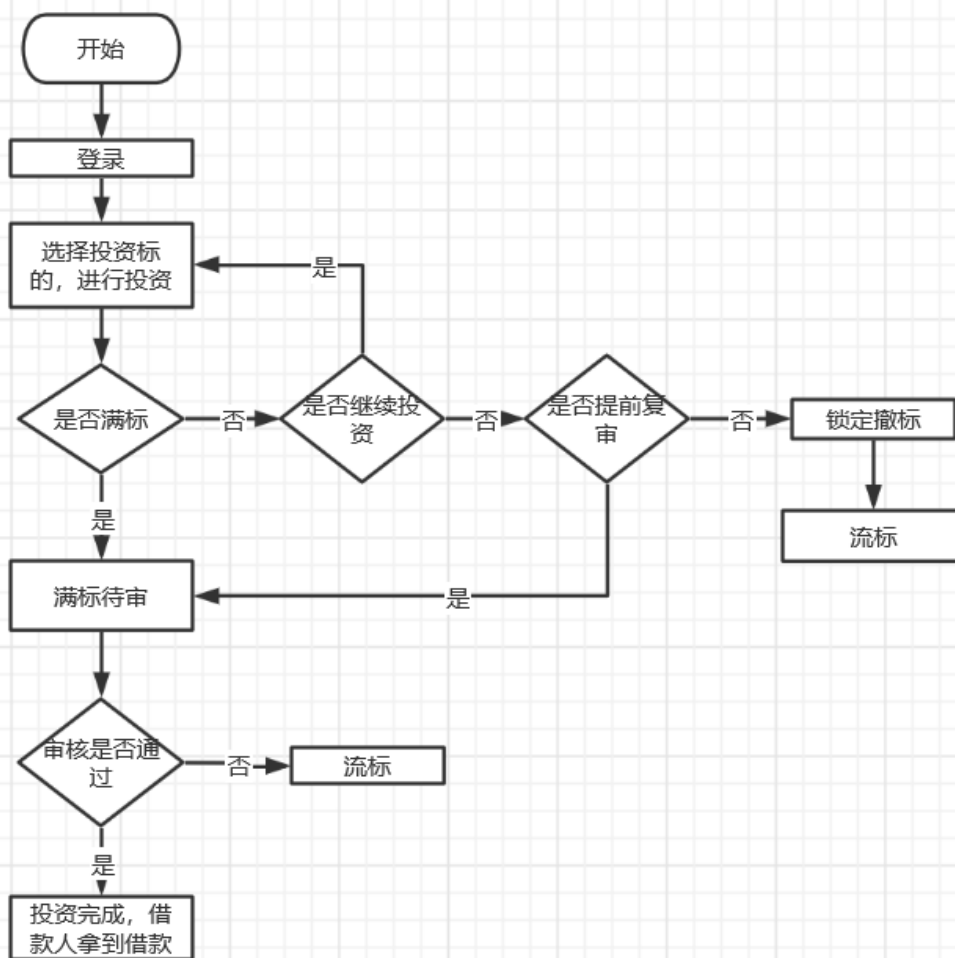 开始
登录
选择投资标
的，进行投资
是
是否满标
否
是否继续投
资
否
是否提前复
审
否
锁定撤标
流标
是
满标待审
是
审核是否通
过
否
流标
是
投资完成，借
款人拿到借款